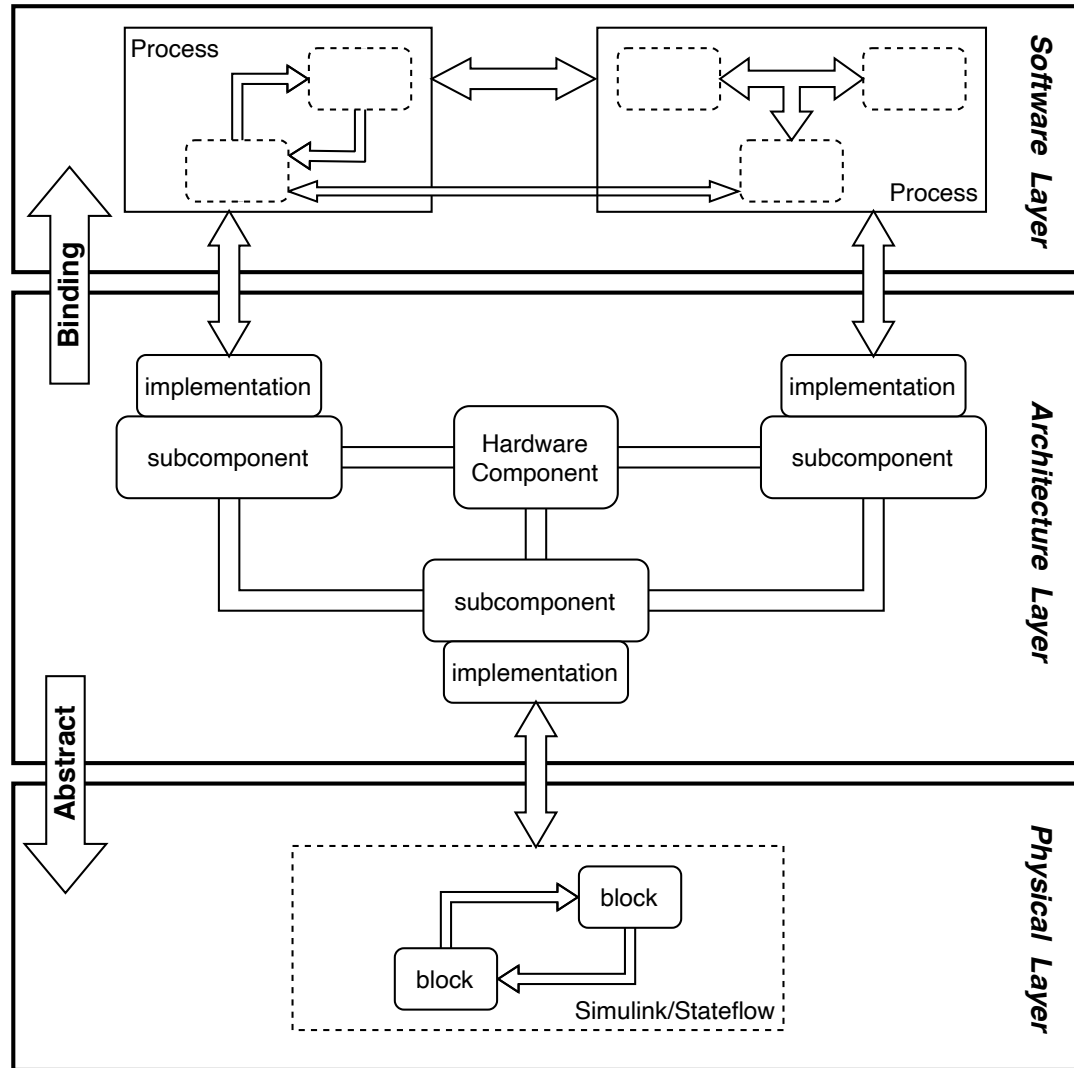 Process
Process
Software Layer
Binding
implementation
implementation
subcomponent
Hardware
Component
subcomponent
subcomponent
implementation
Architecture Layer
Abstract
block
block
Simulink/Stateflow
Physical Layer